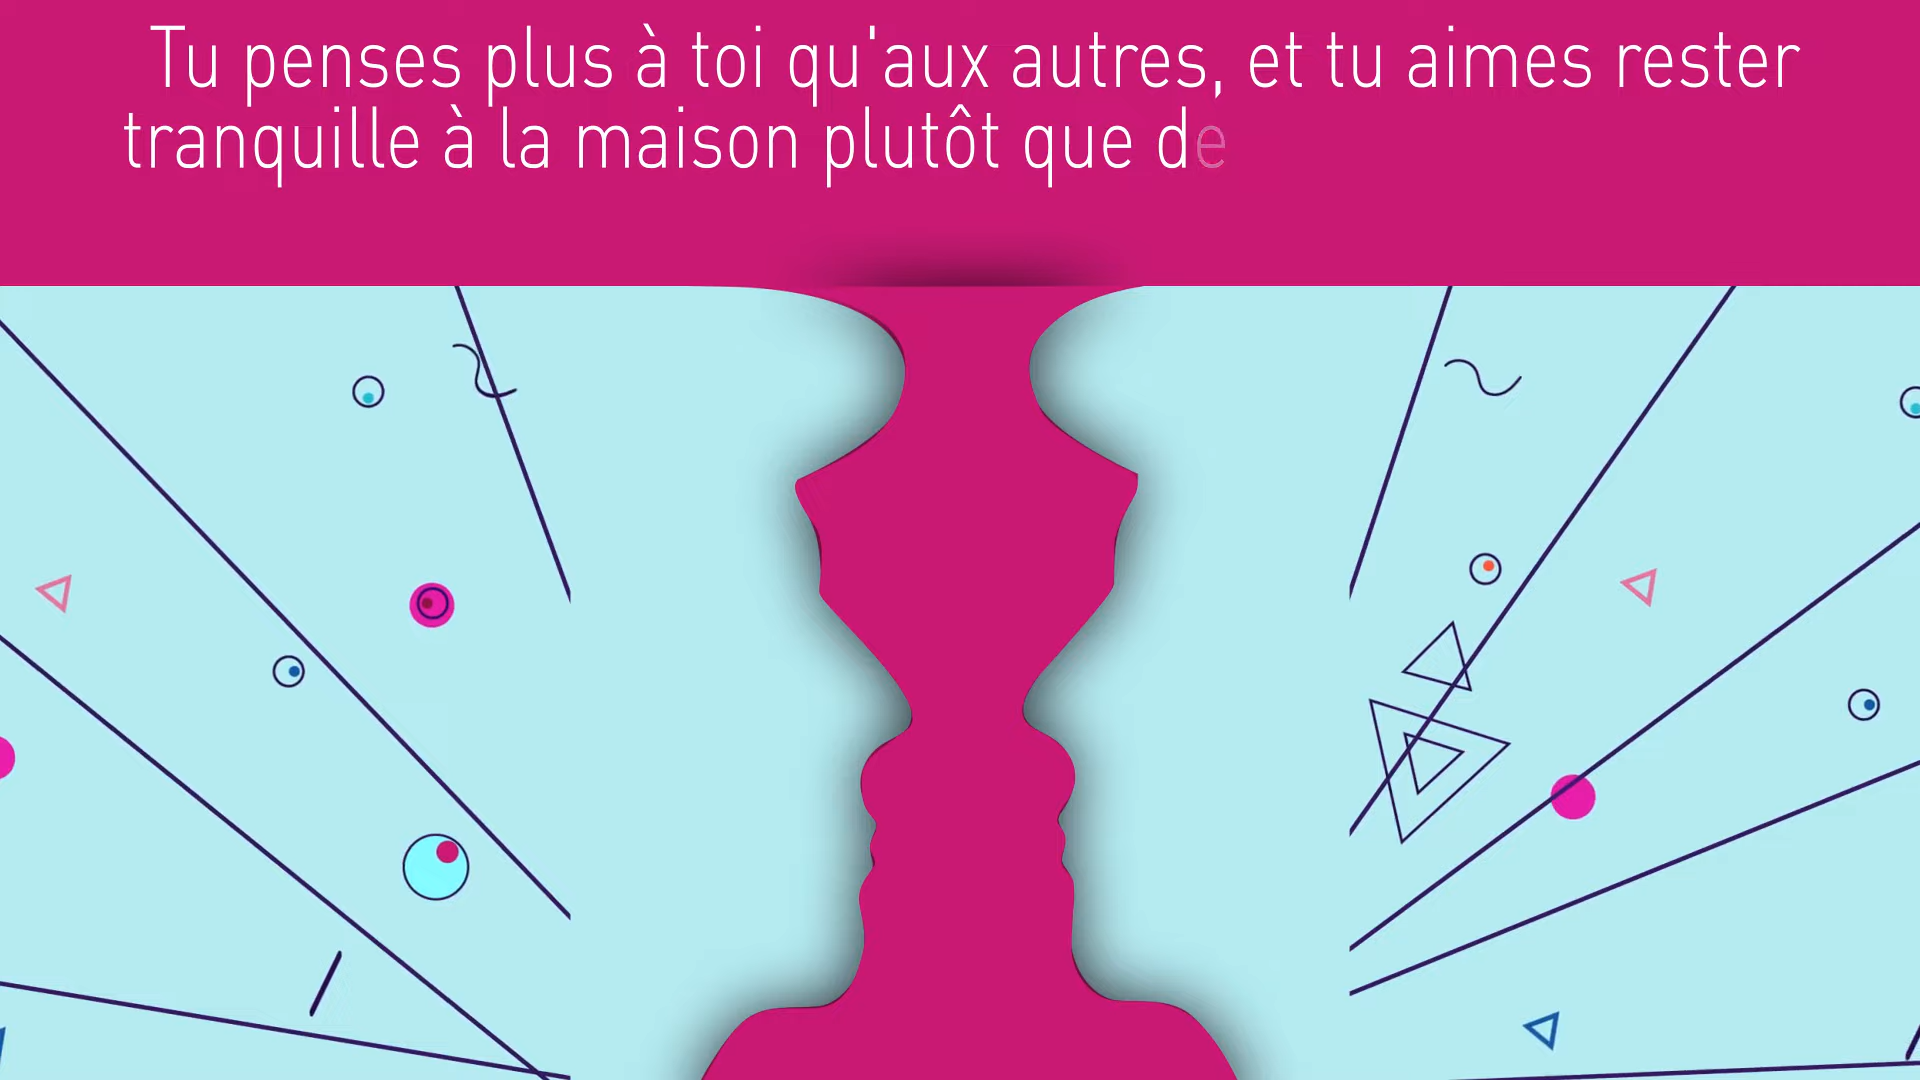 Tu penses plus à toi qu'aux autres, et tu aimes rester
tranquille à la maison plutôt que de